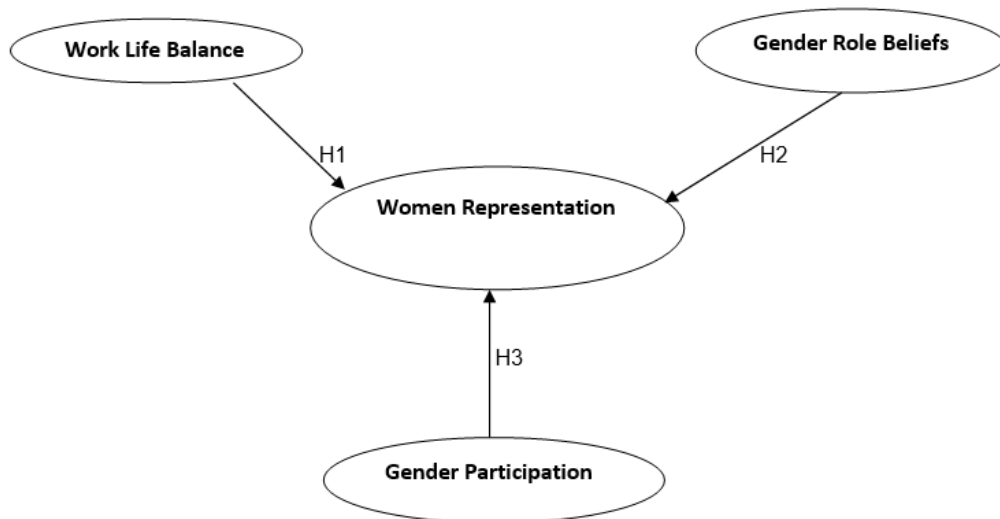 Work Life Balance
Gender Role Beliefs
H1
H2
Women Representation
H3
Gender Participation